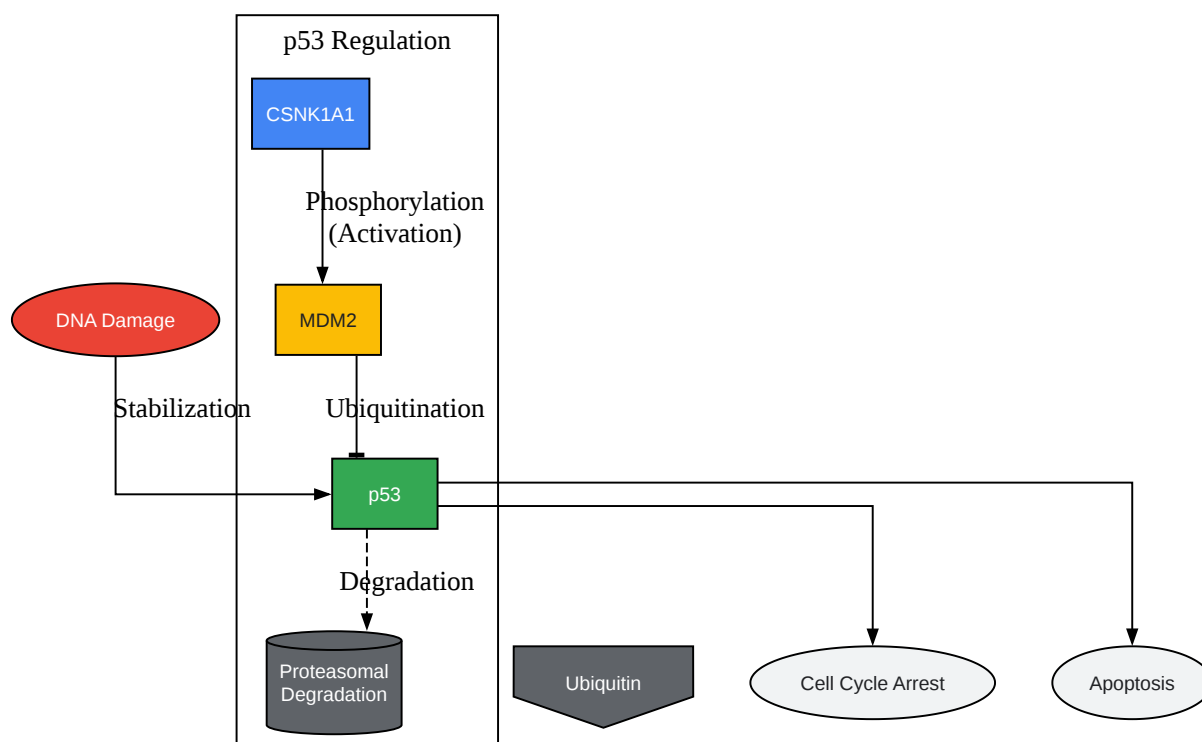 p53 Regulation
CSNK1A1
Phosphorylation
(Activation)
DNA Damage
MDM2
Stabilization
Ubiquitination
p53
Degradation
Proteasomal
Degradation
Ubiquitin
Cell Cycle Arrest
Apoptosis